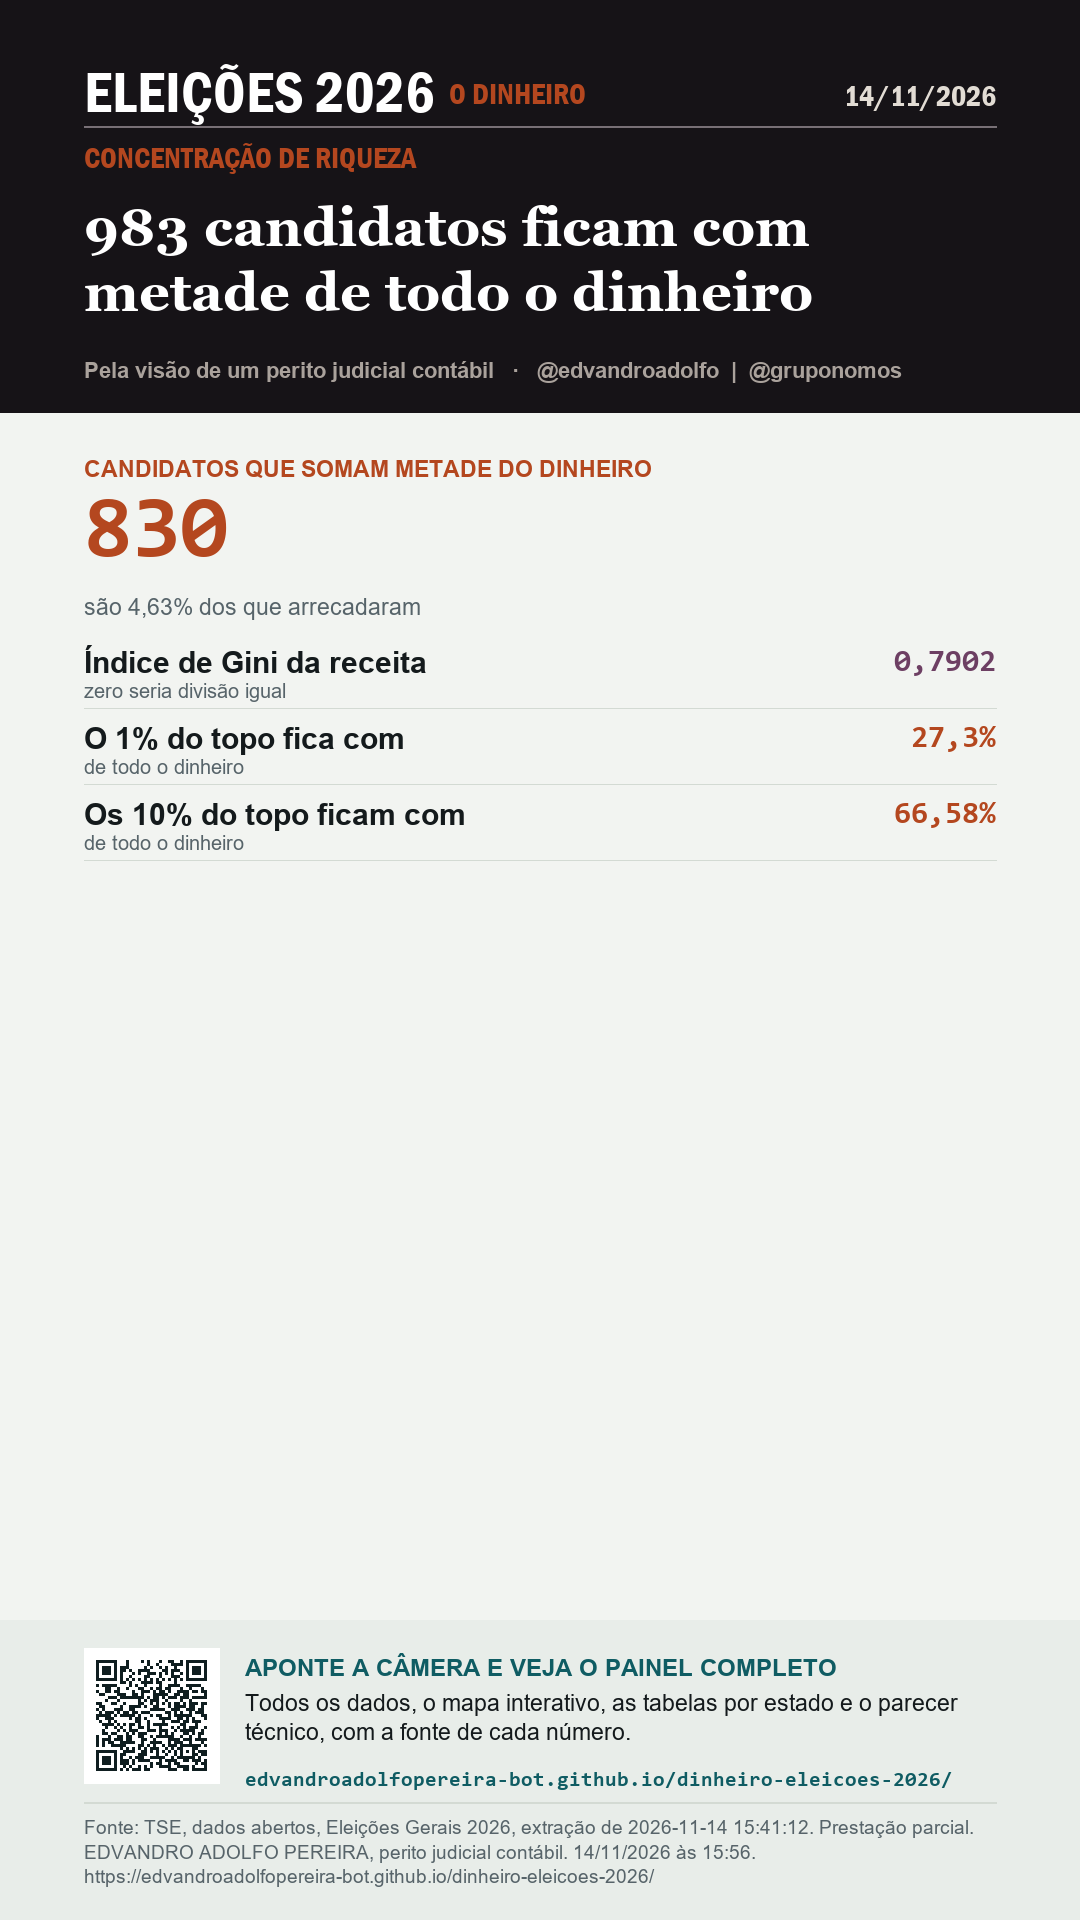 ELEIÇÕES 2026 O DINHEIRO 14/11/2026
CONCENTRAÇÃO DE RIQUEZA
983 candidatos ficam com
metade de todo o dinheiro
Pela visão de um perito judicial contábil · @edvandroadolfo | @gruponomos
CANDIDATOS QUE SOMAM METADE DO DINHEIRO
830
são 4,63% dos que arrecadaram
Índice de Gini da receita 0,7902
zero seria divisão igual
O 1% do topo fica com 27,3%
de todo o dinheiro
Os 10% do topo ficam com 66,58%
de todo o dinheiro
APONTE A CÂMERA E VEJA O PAINEL COMPLETO
Todos os dados, o mapa interativo, as tabelas por estado e o parecer
técnico, com a fonte de cada número.
edvandroadolfopereira-bot.github.io/dinheiro-eleicoes-2026/
Fonte: TSE, dados abertos, Eleições Gerais 2026, extração de 2026-11-14 15:41:12. Prestação parcial.
EDVANDRO ADOLFO PEREIRA, perito judicial contábil. 14/11/2026 às 15:56.
https://edvandroadolfopereira-bot.github.io/dinheiro-eleicoes-2026/